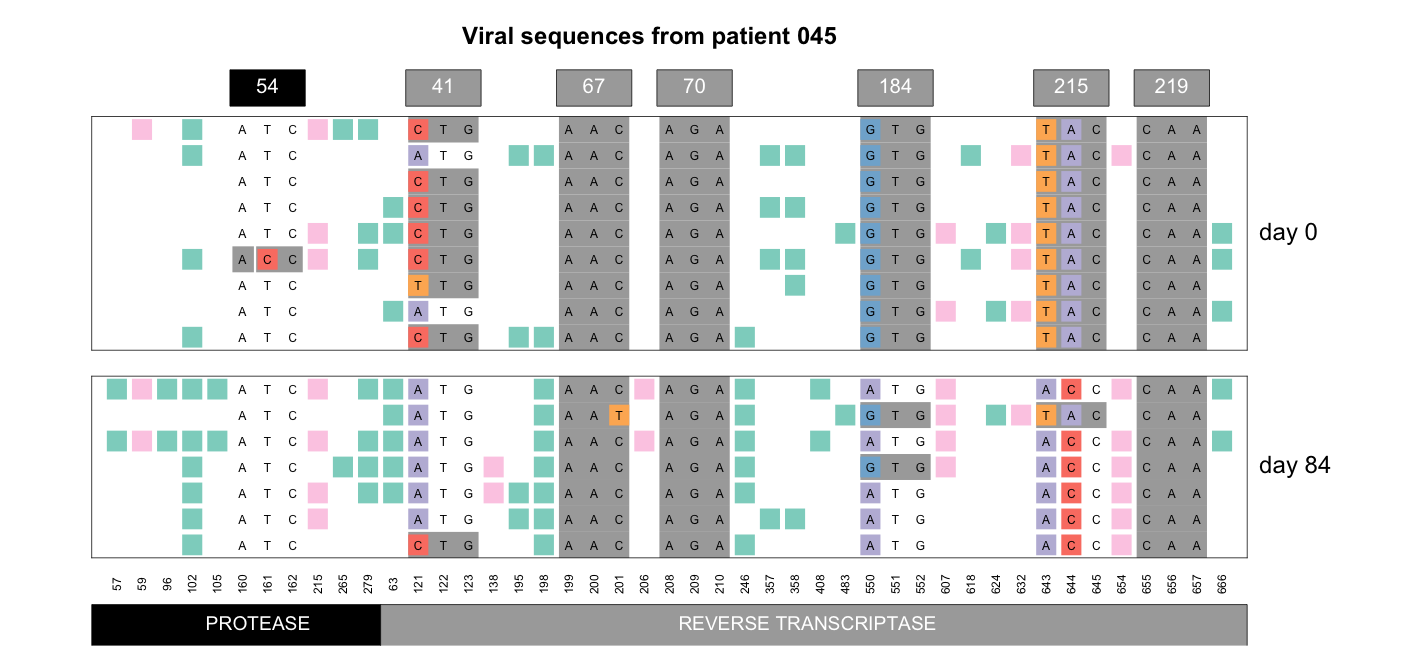 Viral sequences from patient 045
54 41 67 70 184 215 219
A T C C T G A A C A G A G T G T A C C A A
A T C A T G A A C A G A G T G T A C C A A
A T C C T G A A C A G A G T G T A C C A A
A T C C T G A A C A G A G T G T A C C A A
A T C C T G A A C A G A G T G T A C C A A
day 0
A C C C T G A A C A G A G T G T A C C A A
A T C T T G A A C A G A G T G T A C C A A
A T C A T G A A C A G A G T G T A C C A A
A T C C T G A A C A G A G T G T A C C A A
A T C A T G A A C A G A A T G A C C C A A
A T C A T G A A T A G A G T G T A C C A A
A T C A T G A A C A G A A T G A C C C A A
A T C A T G A A C A G A G T G A C C C A A
day 84
A T C A T G A A C A G A A T G A C C C A A
A T C A T G A A C A G A A T G A C C C A A
A T C C T G A A C A G A A T G A C C C A A
57 59 96 102 105 160 161 162 215 265 279 63 121 122 123 138 195 198 199 200 201 206 208 209 210 246 357 358 408 483 550 551 552 607 618 624 632 643 644 645 654 655 656 657 666
PROTEASE REVERSE TRANSCRIPTASE